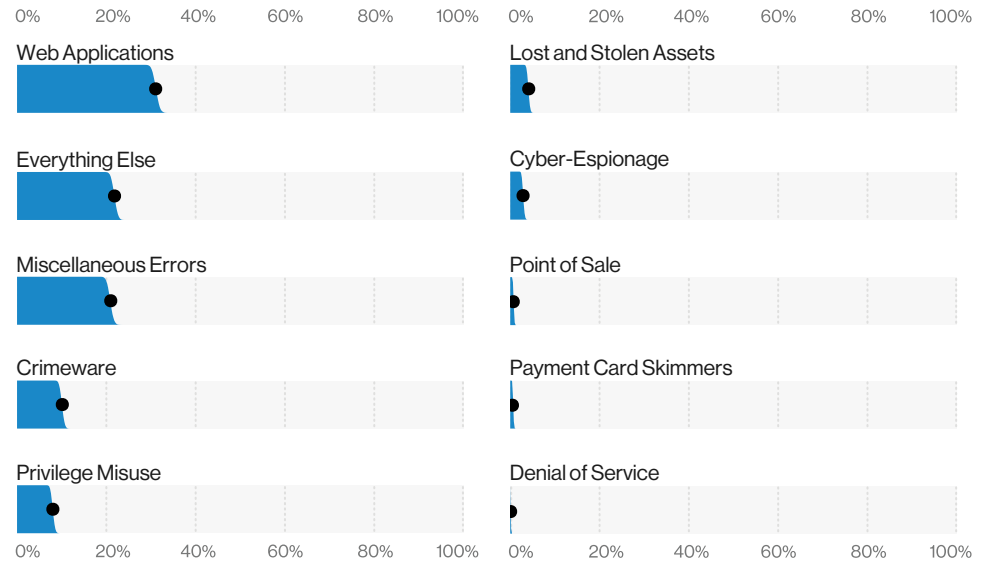 0% 20% 40% 60% 80% 100%
Web Applications
Everything Else
Miscellaneous Errors
Crimeware
Privilege Misuse
0% 20% 40% 60% 80% 100%
0% 20% 40% 60% 80% 100%
Lost and Stolen Assets
Cyber-Espionage
Point of Sale
Payment Card Skimmers
Denial of Service
0% 20% 40% 60% 80% 100%